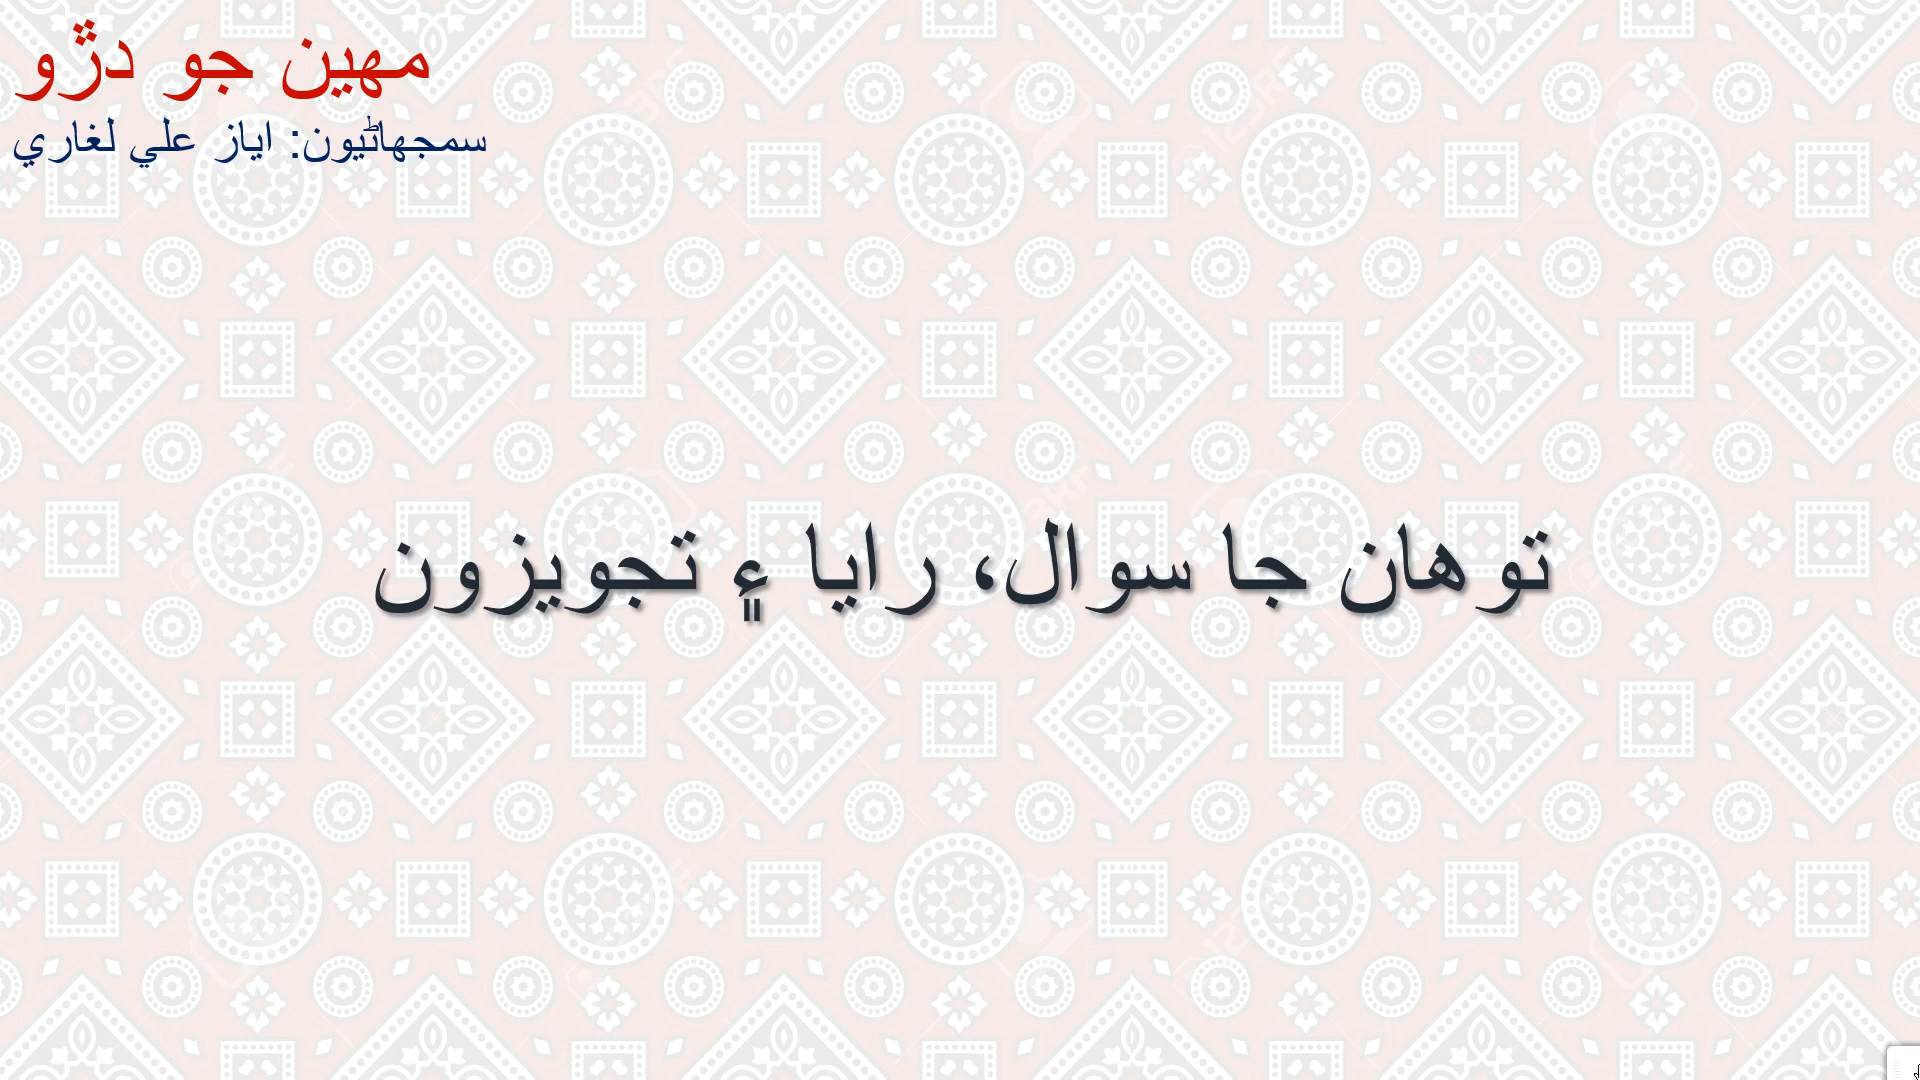 مهين جو دڙو
سمجهاڻيون: اياز علي لغاري
توهان جا سوال، رايا ۽ تجويزون